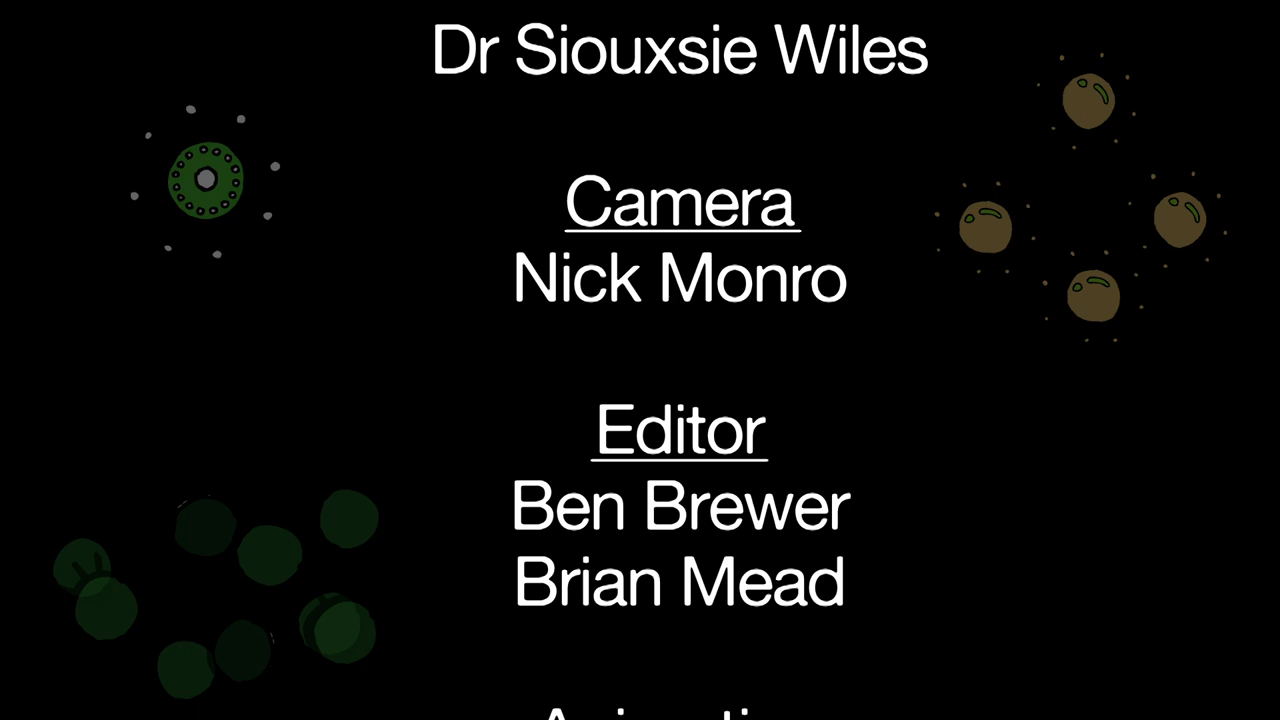 Dr Siouxsie Wiles
Camera
Nick Monro
Editor
Ben Brewer
Brian Mead